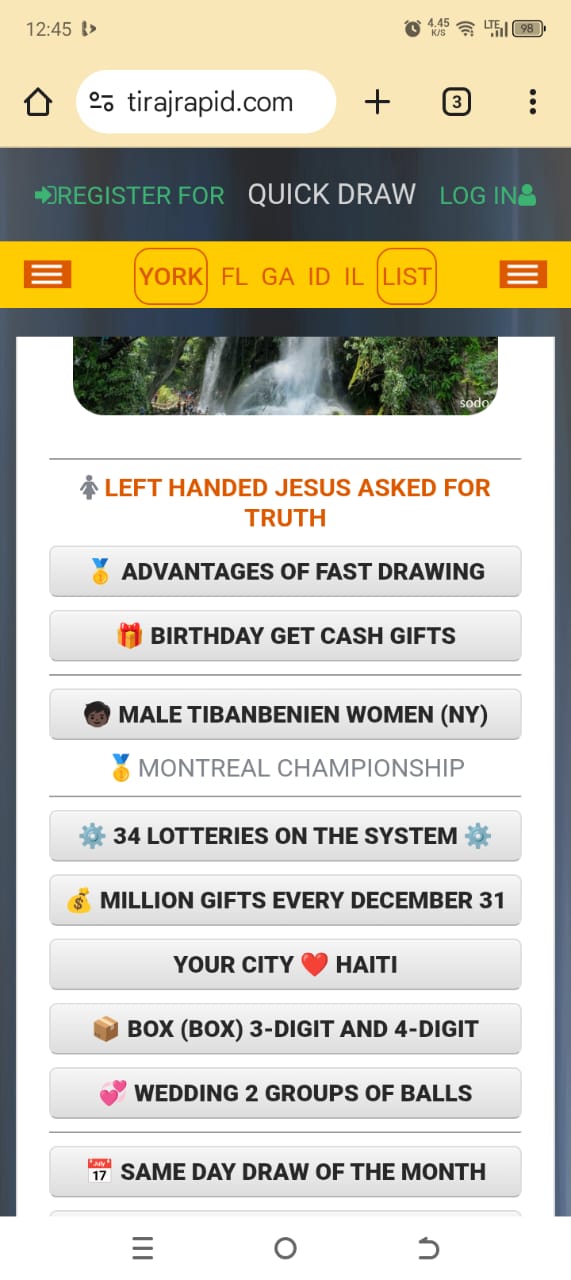 12:45
4.45
K/S
LTE
98
tirajrapid.com
3
REGISTER FOR QUICK DRAW LOG IN
YORK FL GA ID IL LIST
sodo
LEFT HANDED JESUS ASKED FOR
TRUTH
ADVANTAGES OF FAST DRAWING
BIRTHDAY GET CASH GIFTS
MALE TIBANBENIEN WOMEN (NY)
MONTREAL CHAMPIONSHIP
34 LOTTERIES ON THE SYSTEM
MILLION GIFTS EVERY DECEMBER 31
YOUR CITY ❤️ HAITI
BOX (BOX) 3-DIGIT AND 4-DIGIT
WEDDING 2 GROUPS OF BALLS
July
17
SAME DAY DRAW OF THE MONTH